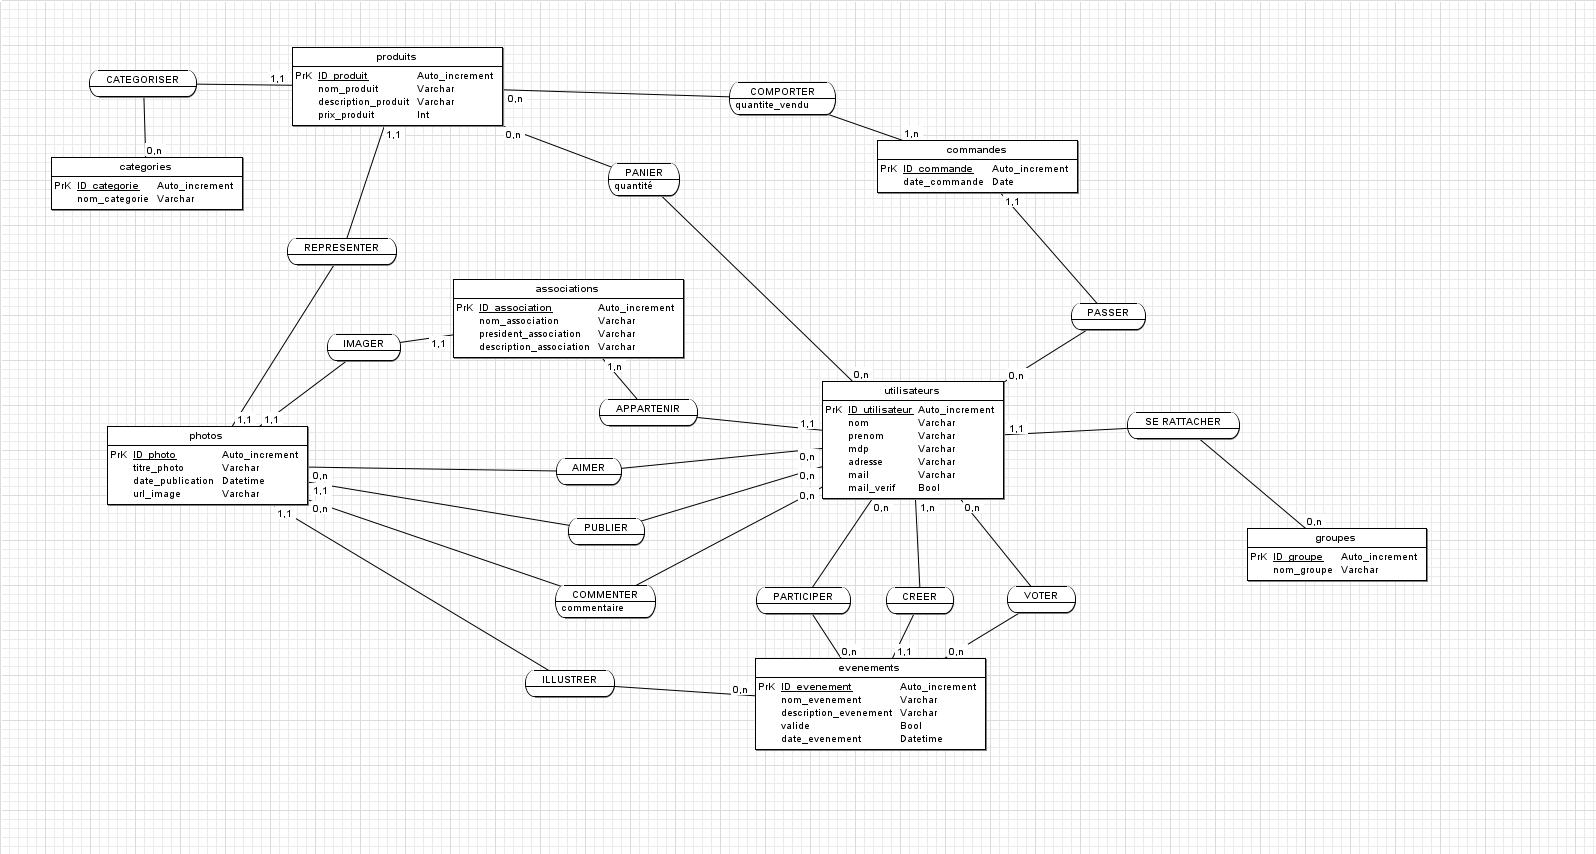 produits
PrK ID_produit Auto_increment
nom_produit Varchar
description_produit Varchar
prix_produit Int
CATEGORISER
1,1
0,n
categories
PrK ID_categorie Auto_increment
nom_categorie Varchar
0,n
COMPORTER
quantite_vendu
1,n
commandes
PrK ID_commande Auto_increment
date_commande Date
1,1
0,n
PANIER
quantité
1,1
REPRESENTER
associations
PrK ID_association Auto_increment
nom_association Varchar
president_association Varchar
description_association Varchar
IMAGER
1,1
1,n
PASSER
0,n
0,n
APPARTENIR
1,1
utilisateurs
PrK ID_utilisateur Auto_increment
nom Varchar
prenom Varchar
mdp Varchar
adresse Varchar
mail Varchar
mail_verif Bool
1,1
SE RATTACHER
0,n
groupes
PrK ID_groupe Auto_increment
nom_groupe Varchar
1,1
1,1
photos
PrK ID_photo Auto_increment
titre_photo Varchar
date_publication Datetime
url_image Varchar
0,n
1,1
0,n
1,1
AIMER
0,n
PUBLIER
0,n
COMMENTER
commentaire
0,n
0,n
1,n
0,n
PARTICIPER
CREER
VOTER
0,n
1,1
0,n
ILLUSTRER
0,n
evenements
PrK ID_evenement Auto_increment
nom_evenement Varchar
description_evenement Varchar
valide Bool
date_evenement Datetime